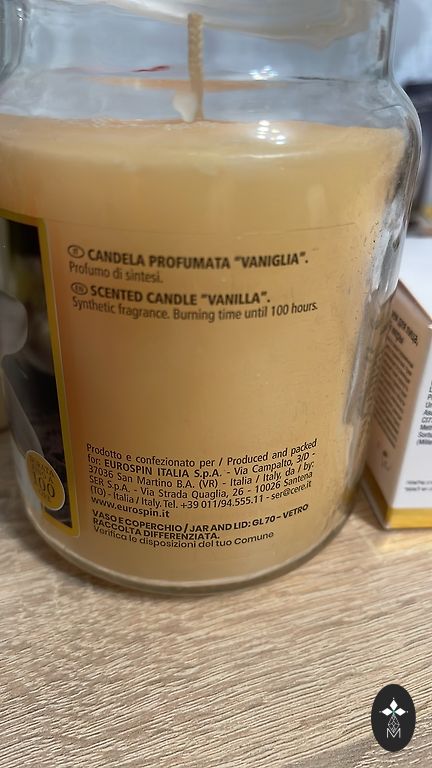 IT CANDELA PROFUMATA "VANIGLIA".
Profumo di sintesi.
EN SCENTED CANDLE "VANILLA".
Synthetic fragrance. Burning time until 100 hours.
Prodotto e confezionato per / Produced and packed
for: EUROSPIN ITALIA S.p.A. - Via Campalto, 3/D -
37036 San Martino B.A. (VR) - Italia / Italy, da / by:
SER S.p.A. - Via Strada Quaglia, 26 - 10026 Santena
(TO) - Italia / Italy. Tel. +39 011/94.555.11 - ser@cere.it
www.eurospin.it
VASO E COPERCHIO / JAR AND LID: GL70 - VETRO
RACCOLTA DIFFERENZIATA.
Verifica le disposizioni del tuo Comune
100